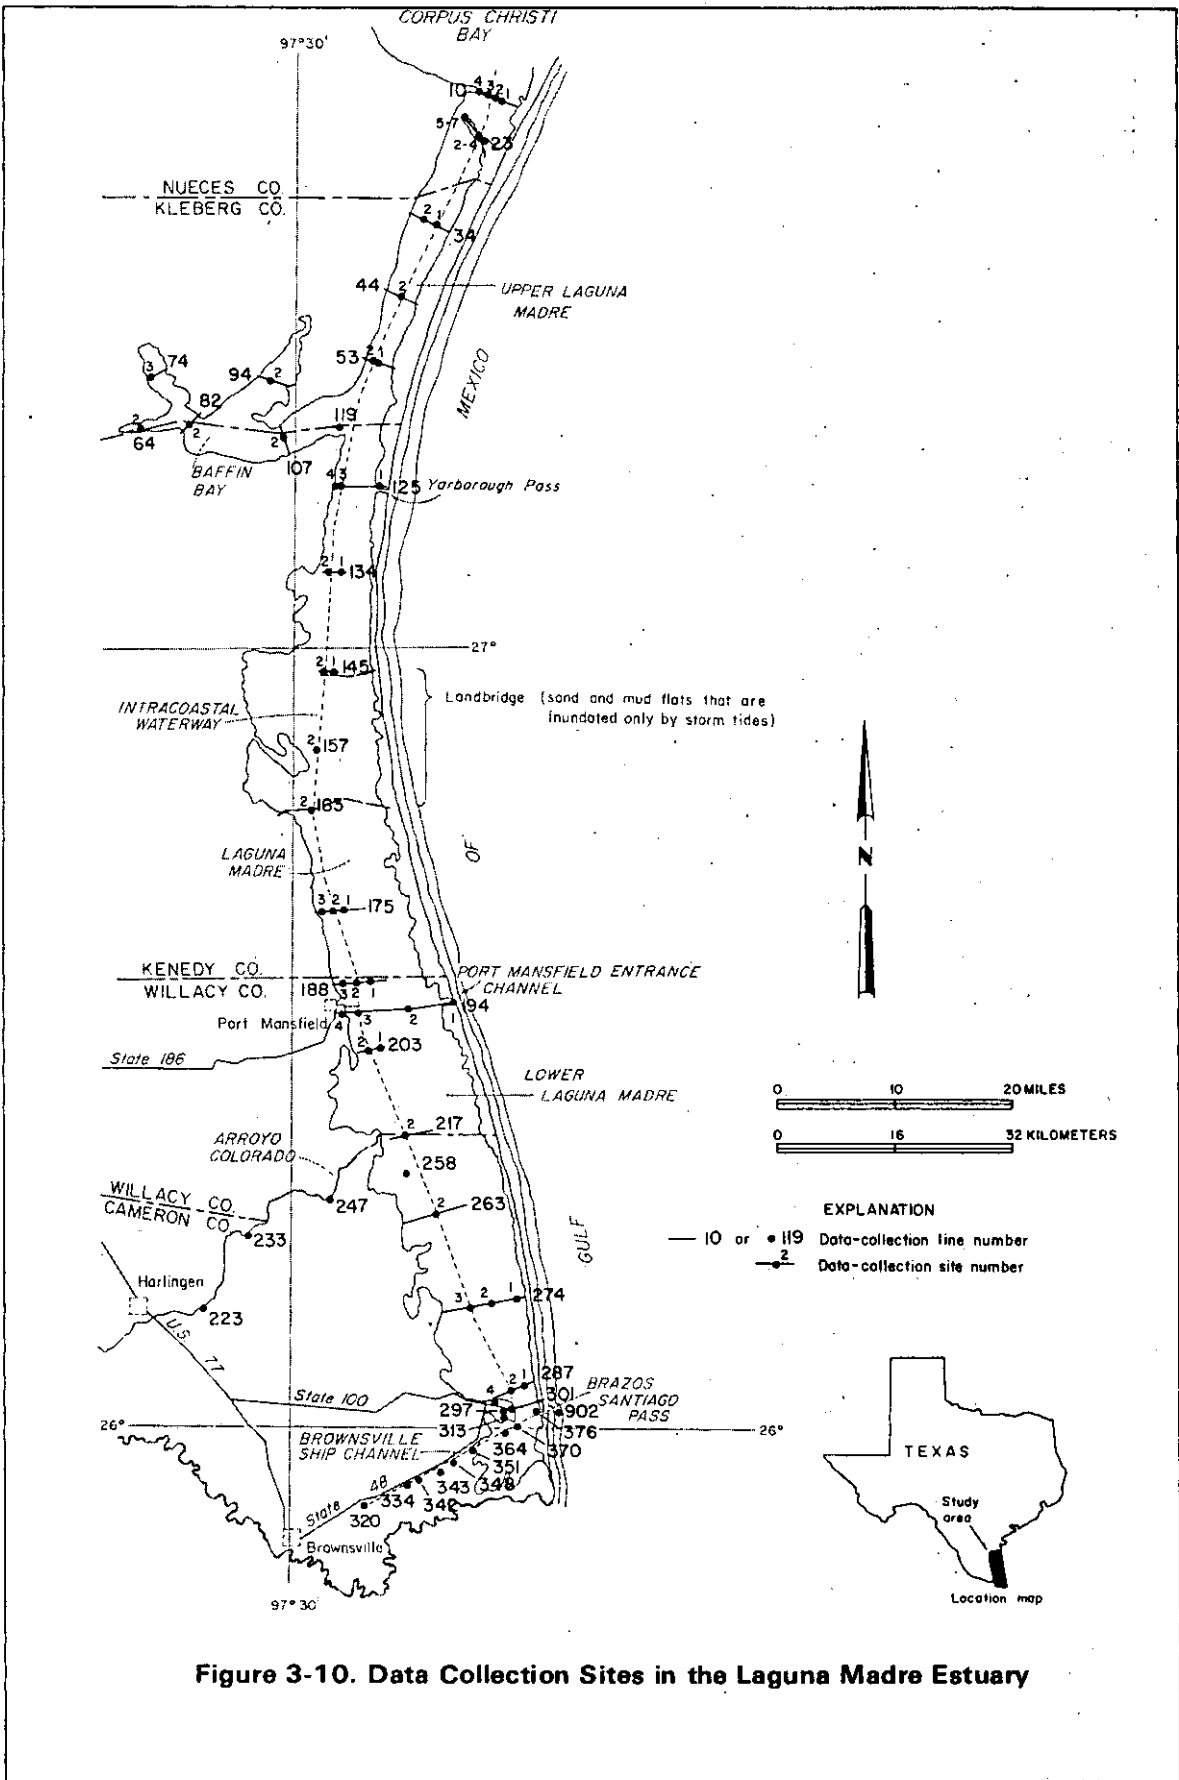 CORPUS CHRISTI
BAY
97°30'
10
4
3
2
1
5-7
2-4
23
NUECES CO.
KLEBERG CO.
2
1
34
44
2
UPPER LAGUNA
MADRE
53
2
1
MEXICO
74
3
94
2
82
2
2
64
119
2
107
BAFFIN
BAY
4
3
1
125
Yarborough Pass
2
1
134
27°
2
1
145
Landbridge (sand and mud flats that are
inundated only by storm tides)
INTRACOASTAL
WATERWAY
2
157
2
183
OF
LAGUNA
MADRE
N
3
2
1
175
KENEDY CO.
WILLACY CO.
188
3
2
1
PORT MANSFIELD ENTRANCE
CHANNEL
194
Port Mansfield
4
3
2
1
2
1
203
State 186
LOWER
LAGUNA MADRE
0
10
20 MILES
0
16
32 KILOMETERS
2
217
ARROYO
COLORADO
258
WILLACY CO.
CAMERON CO.
247
2
263
EXPLANATION
10 or 119 Data-collection line number
2
Data-collection site number
GULF
233
Harlingen
223
3
2
1
274
U.S. 77
State 100
4
2
1
287
301
BRAZOS
SANTIAGO
PASS
297
902
26°
313
376
26°
BROWNSVILLE
SHIP CHANNEL
364
370
351
348
343
342
334
State 48
320
Brownsville
97°30'
TEXAS
Study
area
Location map
Figure 3-10. Data Collection Sites in the Laguna Madre Estuary